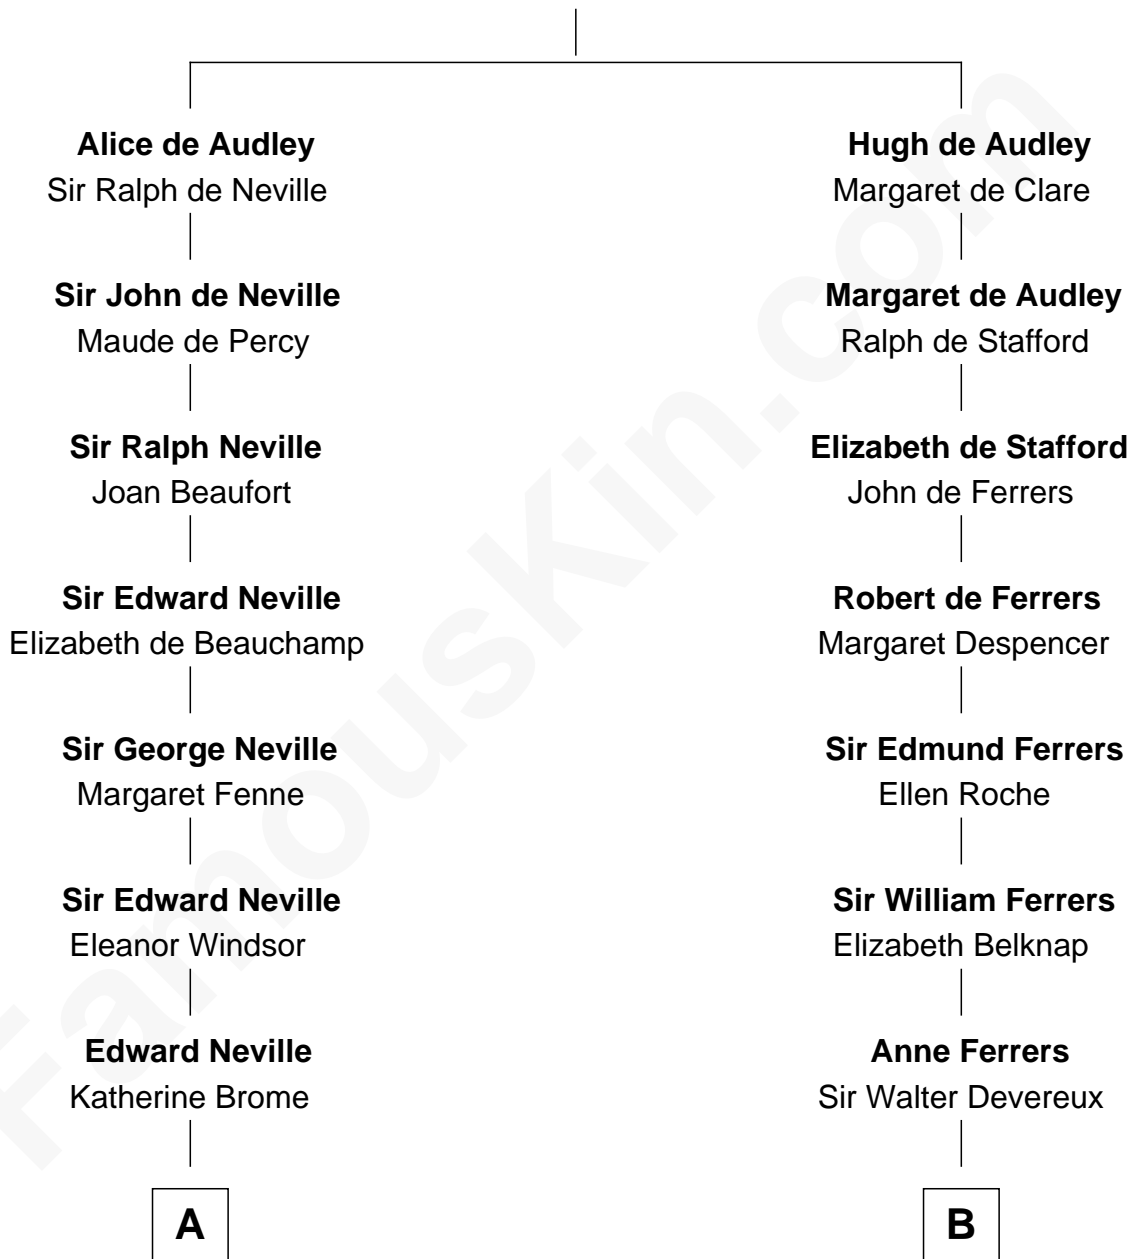 Alice de Audley
Sir Ralph de Neville
Sir John de Neville
Maude de Percy
Sir Ralph Neville
Joan Beaufort
Sir Edward Neville
Elizabeth de Beauchamp
Sir George Neville
Margaret Fenne
Sir Edward Neville
Eleanor Windsor
Edward Neville
Katherine Brome
A
Hugh de Audley
Margaret de Clare
Margaret de Audley
Ralph de Stafford
Elizabeth de Stafford
John de Ferrers
Robert de Ferrers
Margaret Despencer
Sir Edmund Ferrers
Ellen Roche
Sir William Ferrers
Elizabeth Belknap
Anne Ferrers
Sir Walter Devereux
B
FamousKin.com